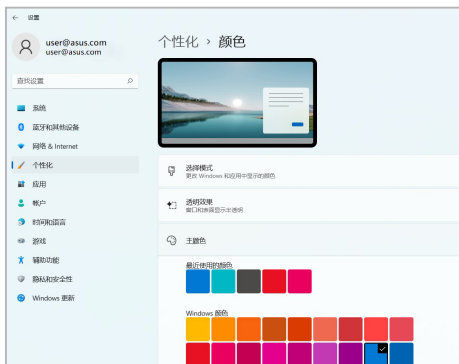 设置
user@asus.com
user@asus.com
个性化 › 颜色
查找设置
系统
蓝牙和其他设备
网络 & Internet
个性化
应用
帐户
时间和语言
游戏
辅助功能
隐私和安全性
Windows 更新
选择模式
更改 Windows 和应用中显示的颜色
透明效果
窗口和表面显示半透明
主题色
最近使用的颜色
Windows 颜色